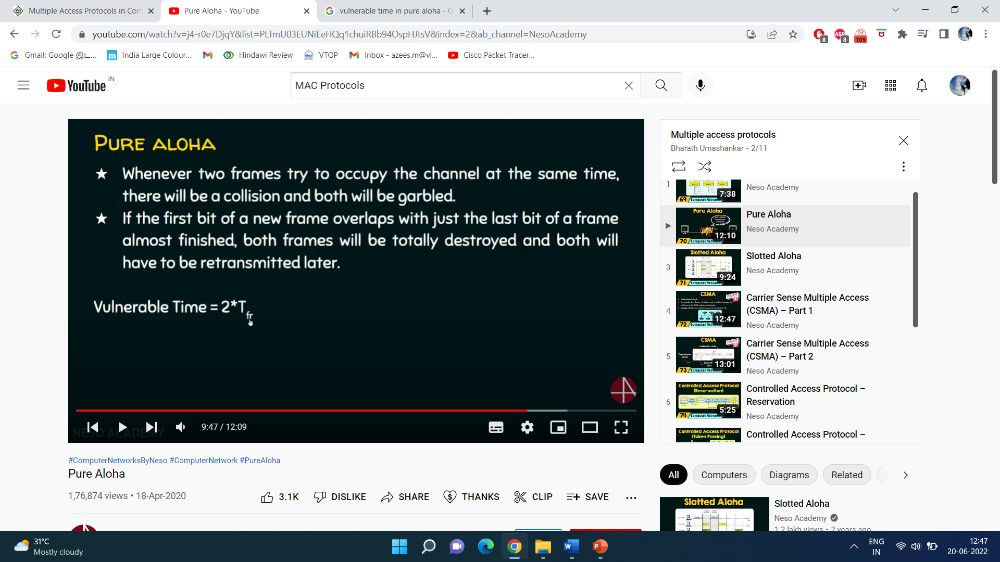 Multiple Access Protocols in Com
Pure Aloha - YouTube
vulnerable time in pure aloha - G
youtube.com/watch?v=j4-r0e7DjqY&list=PLTmU03EUNiEeHQq1chuiRBb94OspHJtsV&index=2&ab_channel=NesoAcademy
8
ABP
8
109
Gmail: Google இட...
m India Large Colour...
Hindawi Review
VTOP
Inbox - azees.m@vi...
Cisco Packet Tracer...
YouTube IN
MAC Protocols
PURE ALOHA
★ Whenever two frames try to occupy the channel at the same time,
there will be a collision and both will be garbled.
★ If the first bit of a new frame overlaps with just the last bit of a frame
almost finished, both frames will be totally destroyed and both will
have to be retransmitted later.
Vulnerable Time = 2*Tfr
NESO ACADEMY
9:47 / 12:09
#ComputerNetworksByNeso #ComputerNetwork #PureAloha
Pure Aloha
1,76,874 views • 18-Apr-2020
3.1K
DISLIKE
SHARE
THANKS
CLIP
SAVE
Multiple access protocols
Bharath Umashankar - 2/11
1
69 Computer Networ
7:38
Neso Academy
Pure Aloha
70 Computer Net
12:10
Pure Aloha
Neso Academy
3
Slotted Aloha
71 Computer Networks
9:24
Slotted Aloha
Neso Academy
4
CSMA
PART 1
72 Computer Net
12:47
Carrier Sense Multiple Access
(CSMA) – Part 1
Neso Academy
5
CSMA
PART 2
73 Computer Net
13:01
Carrier Sense Multiple Access
(CSMA) – Part 2
Neso Academy
6
Controlled Access Protocol
(Reservation)
74 Computer Networks
5:25
Controlled Access Protocol –
Reservation
Neso Academy
Controlled Access Protocol
(Token Passing)
Controlled Access Protocol –
All
Computers
Diagrams
Related
Slotted Aloha
Slotted Aloha
Neso Academy
1.2 lakh views • 2 years ago
31°C
Mostly cloudy
ENG
IN
12:47
20-06-2022